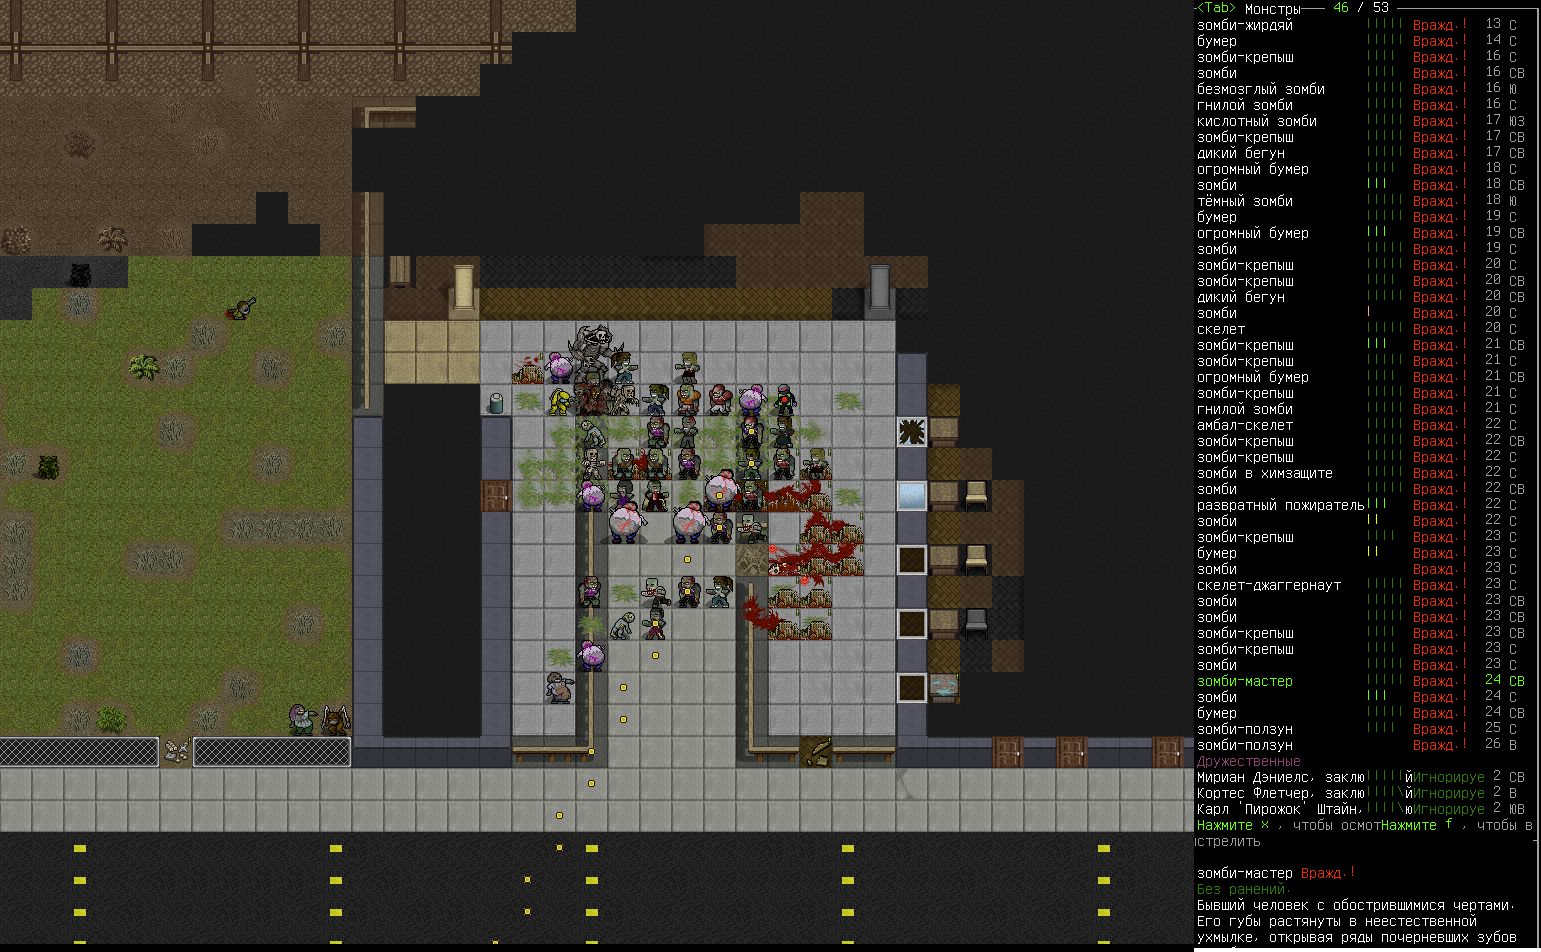 <Tab> Монстры 46 / 53
зомби-жирдяй Вражд.! 13 С
бумер Вражд.! 14 С
зомби-крепыш Вражд.! 16 С
зомби Вражд.! 16 СВ
безмозглый зомби Вражд.! 16 Ю
гнилой зомби Вражд.! 16 С
кислотный зомби Вражд.! 17 ЮЗ
зомби-крепыш Вражд.! 17 СВ
дикий бегун Вражд.! 17 СВ
огромный бумер Вражд.! 18 С
зомби Вражд.! 18 СВ
тёмный зомби Вражд.! 18 Ю
бумер Вражд.! 19 С
огромный бумер Вражд.! 19 СВ
зомби Вражд.! 19 С
зомби-крепыш Вражд.! 20 С
зомби-крепыш Вражд.! 20 СВ
дикий бегун Вражд.! 20 СВ
зомби Вражд.! 20 С
скелет Вражд.! 20 С
зомби-крепыш Вражд.! 21 СВ
зомби-крепыш Вражд.! 21 С
огромный бумер Вражд.! 21 СВ
зомби-крепыш Вражд.! 21 С
гнилой зомби Вражд.! 21 С
амбал-скелет Вражд.! 22 С
зомби-крепыш Вражд.! 22 СВ
зомби-крепыш Вражд.! 22 С
зомби в химзащите Вражд.! 22 С
зомби Вражд.! 22 СВ
развратный пожиратель Вражд.! 22 С
зомби Вражд.! 22 С
зомби-крепыш Вражд.! 23 С
бумер Вражд.! 23 С
зомби Вражд.! 23 С
скелет-джаггернаут Вражд.! 23 С
зомби Вражд.! 23 СВ
зомби Вражд.! 23 СВ
зомби-крепыш Вражд.! 23 СВ
зомби-крепыш Вражд.! 23 С
зомби Вражд.! 23 С
зомби-мастер Вражд.! 24 СВ
зомби Вражд.! 24 С
бумер Вражд.! 24 СВ
зомби-ползун Вражд.! 25 С
зомби-ползун Вражд.! 26 В
Дружественные
Мириан Дэниелс, заклю й Игнорируе 2 СВ
Кортес Флетчер, заклю й Игнорируе 2 В
Карл 'Пирожок' Штайн, ю Игнорируе 2 ЮВ
Нажмите x , чтобы осмотНажмите f , чтобы в
стрелить
зомби-мастер Вражд.!
Без ранений.
Бывший человек с обострившимися чертами.
Его губы растянуты в неестественной
ухмылке, открывая ряды почерневших зубов